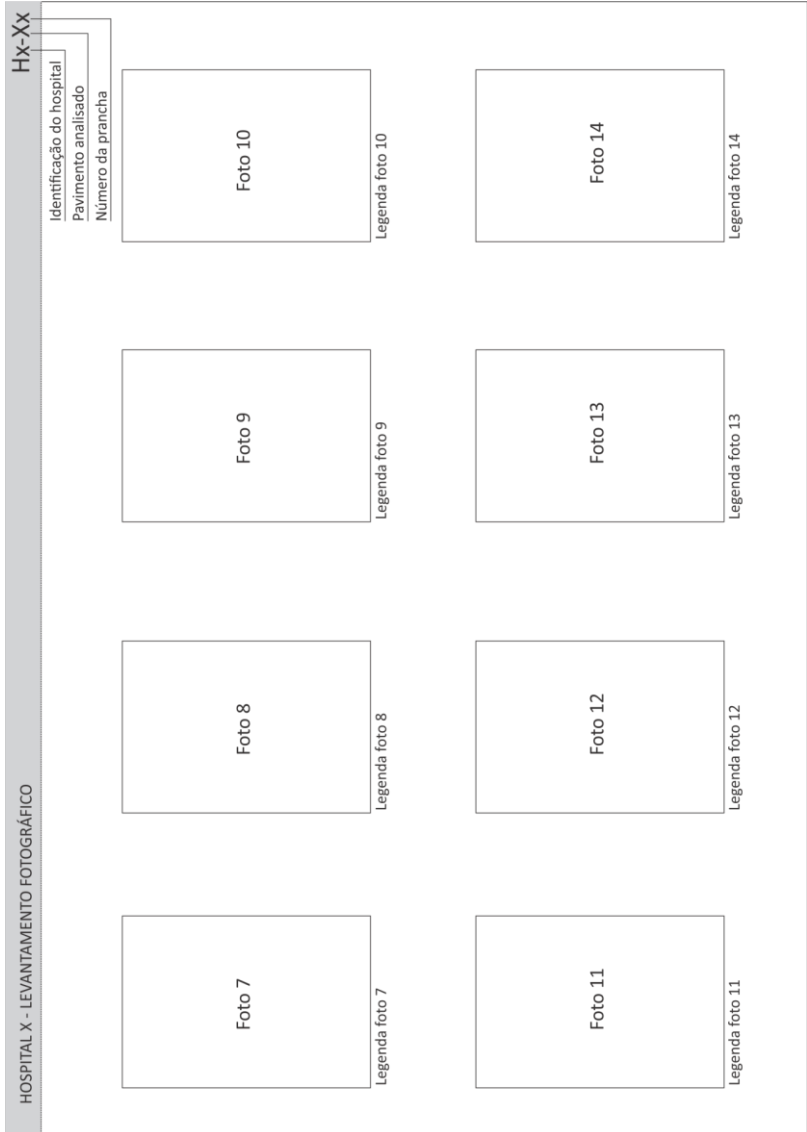 HOSPITAL X - LEVANTAMENTO FOTOGRÁFICO
Hx-Xx
Identificação do hospital
Pavimento analisado
Número da prancha
Foto 7
Foto 8
Foto 9
Foto 10
Legenda foto 7
Legenda foto 8
Legenda foto 9
Legenda foto 10
Foto 11
Foto 12
Foto 13
Foto 14
Legenda foto 11
Legenda foto 12
Legenda foto 13
Legenda foto 14